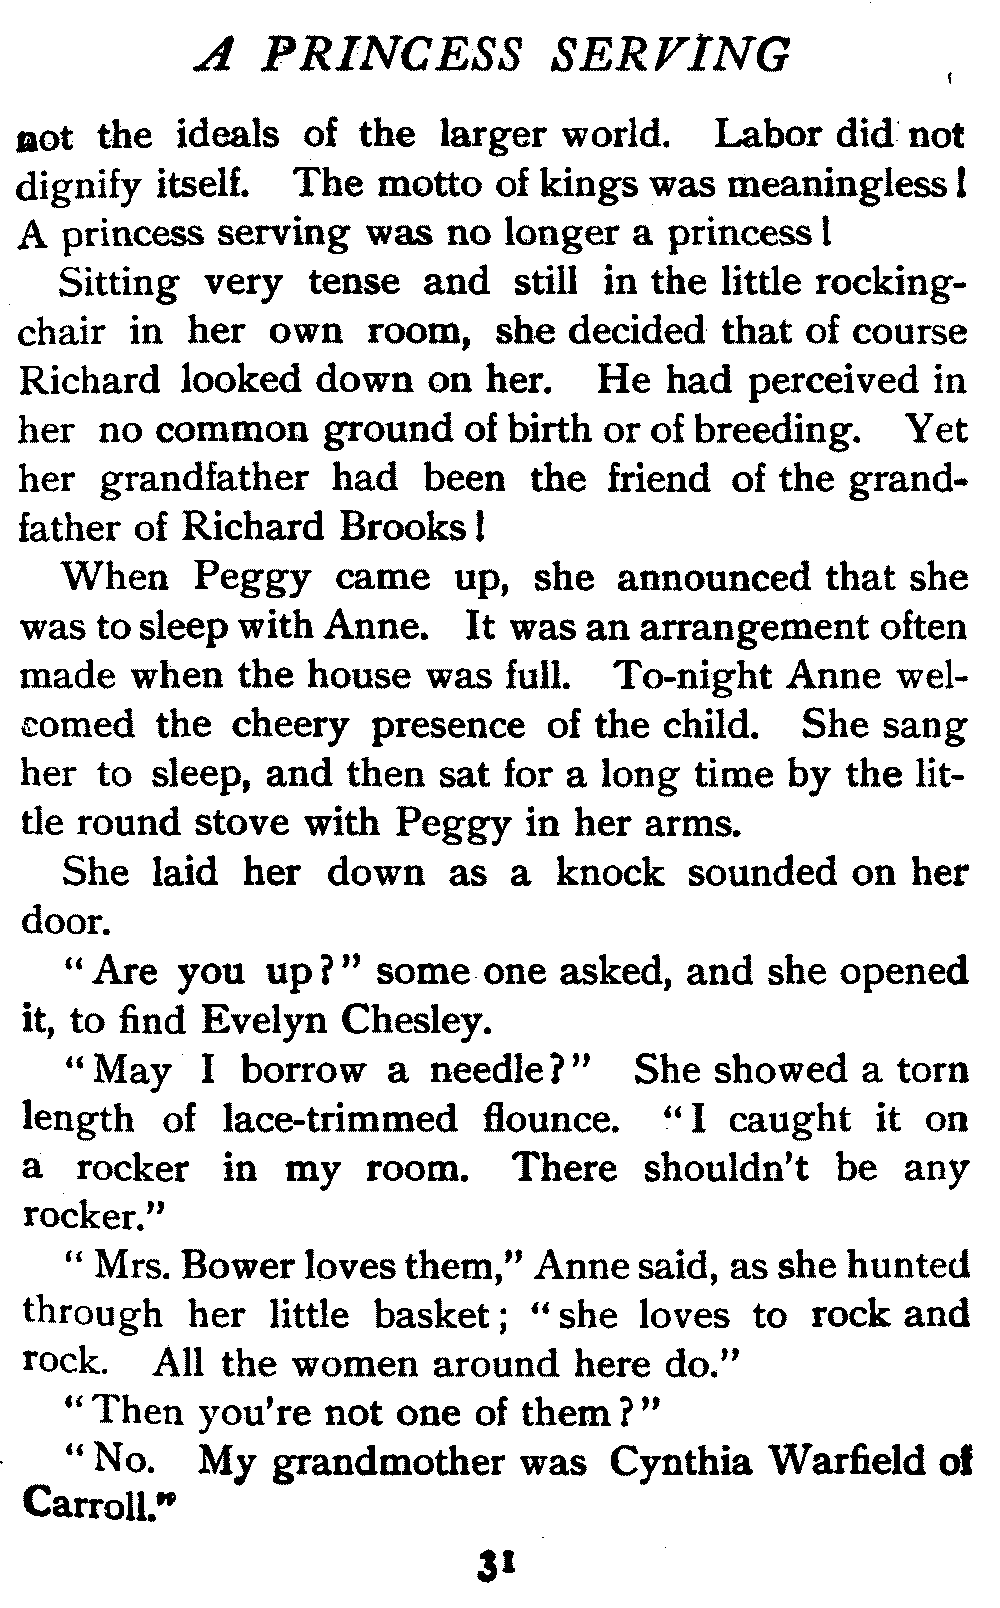 A PRINCESS SERVING
not the ideals of the larger world. Labor did not
dignify itself. The motto of kings was meaningless!
A princess serving was no longer a princess!
Sitting very tense and still in the little rocking-
chair in her own room, she decided that of course
Richard looked down on her. He had perceived in
her no common ground of birth or of breeding. Yet
her grandfather had been the friend of the grand-
father of Richard Brooks!
When Peggy came up, she announced that she
was to sleep with Anne. It was an arrangement often
made when the house was full. To-night Anne wel-
comed the cheery presence of the child. She sang
her to sleep, and then sat for a long time by the lit-
tle round stove with Peggy in her arms.
She laid her down as a knock sounded on her
door.
"Are you up?" some one asked, and she opened
it, to find Evelyn Chesley.
"May I borrow a needle?" She showed a torn
length of lace-trimmed flounce. "I caught it on
a rocker in my room. There shouldn't be any
rocker."
"Mrs. Bower loves them," Anne said, as she hunted
through her little basket; "she loves to rock and
rock. All the women around here do."
"Then you're not one of them?"
"No. My grandmother was Cynthia Warfield of
Carroll."
31